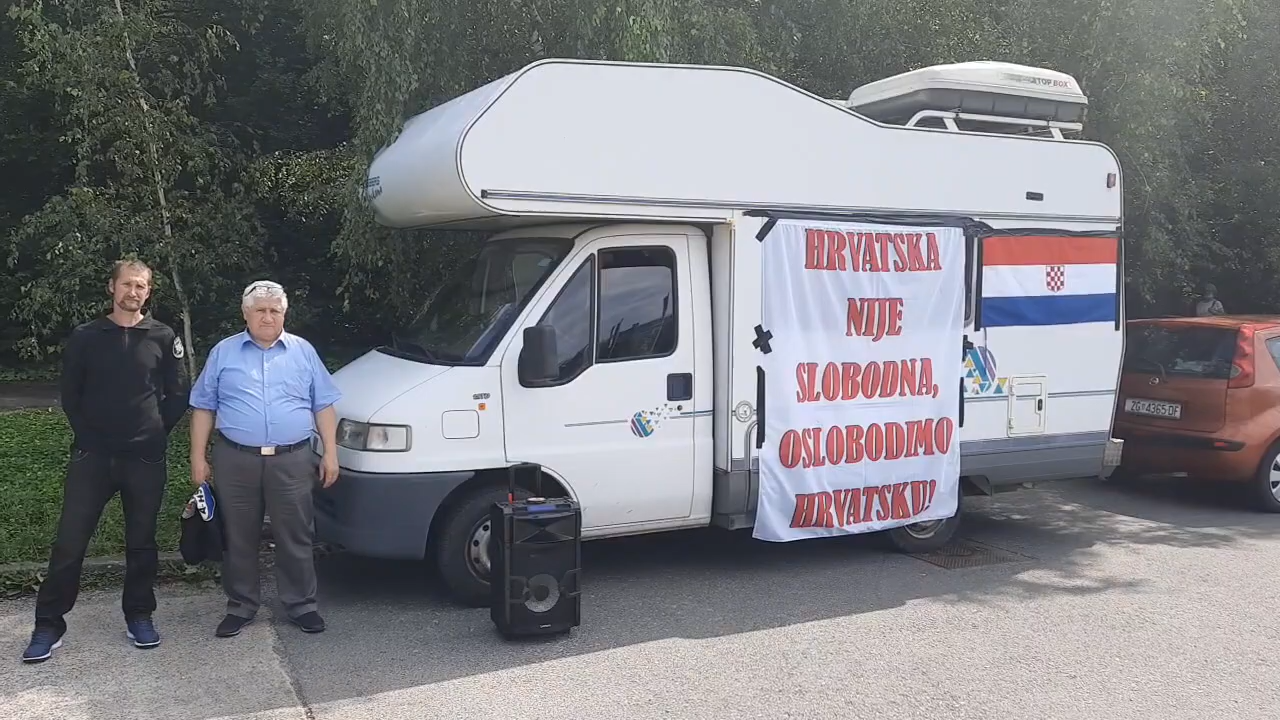 TOP BOX
HRVATSKA
NIJE
SLOBODNA,
OSLOBODIMO
HRVATSKU!
ZG 4365 DF